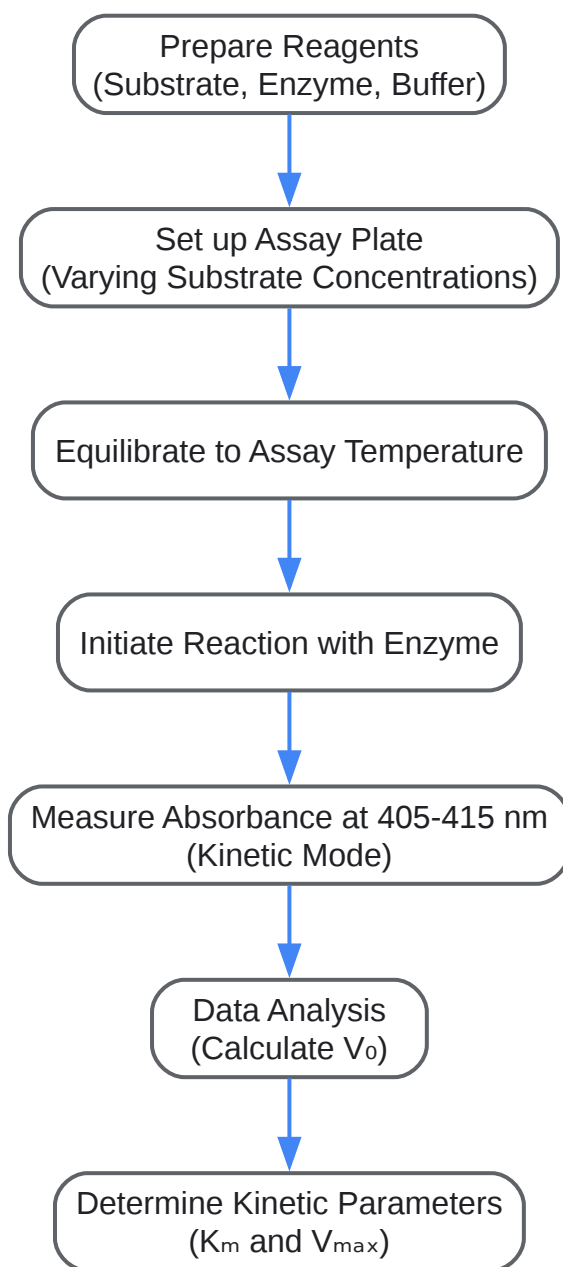 Prepare Reagents
(Substrate, Enzyme, Buffer)
Set up Assay Plate
(Varying Substrate Concentrations)
Equilibrate to Assay Temperature
Initiate Reaction with Enzyme
Measure Absorbance at 405-415 nm
(Kinetic Mode)
Data Analysis
(Calculate V₀)
Determine Kinetic Parameters
(Kₘ and Vₘₐₓ)